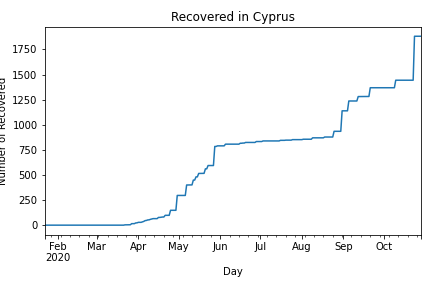 Recovered in Cyprus
Number of Recovered
1750
1500
1250
1000
750
500
250
0
Feb Mar Apr May Jun Jul Aug Sep Oct
2020
Day